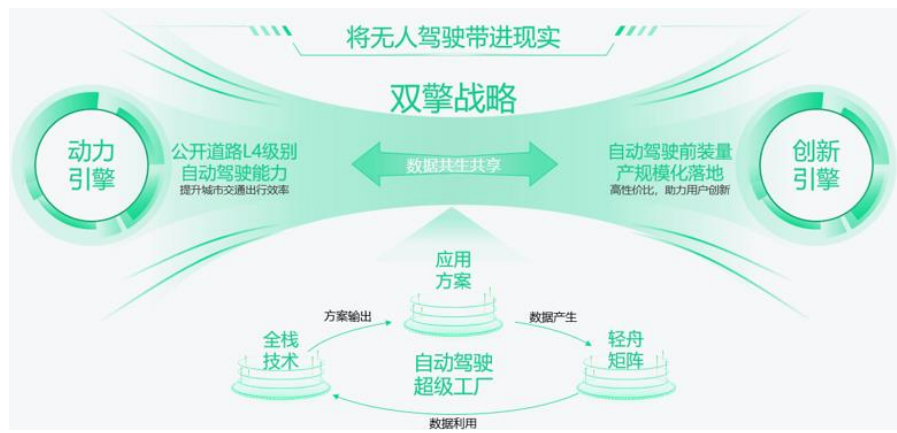 将无人驾驶带进现实
双擎战略
动力
引擎
公开道路L4级别
自动驾驶能力
提升城市交通出行效率
数据共生共享
自动驾驶前装量
产规模化落地
高性价比，助力用户创新
创新
引擎
应用
方案
方案输出
数据产生
全栈
技术
自动驾驶
超级工厂
轻舟
矩阵
数据利用